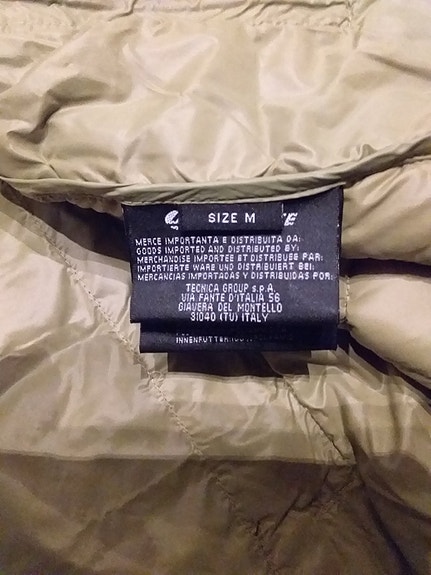 SIZE M
MERCE IMPORTANTA E DISTRIBUITA DA:
GOODS IMPORTED AND DISTRIBUTED BY:
MERCHANDISE IMPORTEE ET DISTRIBUEE PAR:
IMPORTIERTE WARE UND DISTRIBUIERT BEI:
MERCANCIAS IMPORTADAS Y DISTRIBUIDAS POR:
TECNICA GROUP S.P.A.
VIA FANTE D'ITALIA 56
GIAVERA DEL MONTELLO
31040 (TV) ITALY